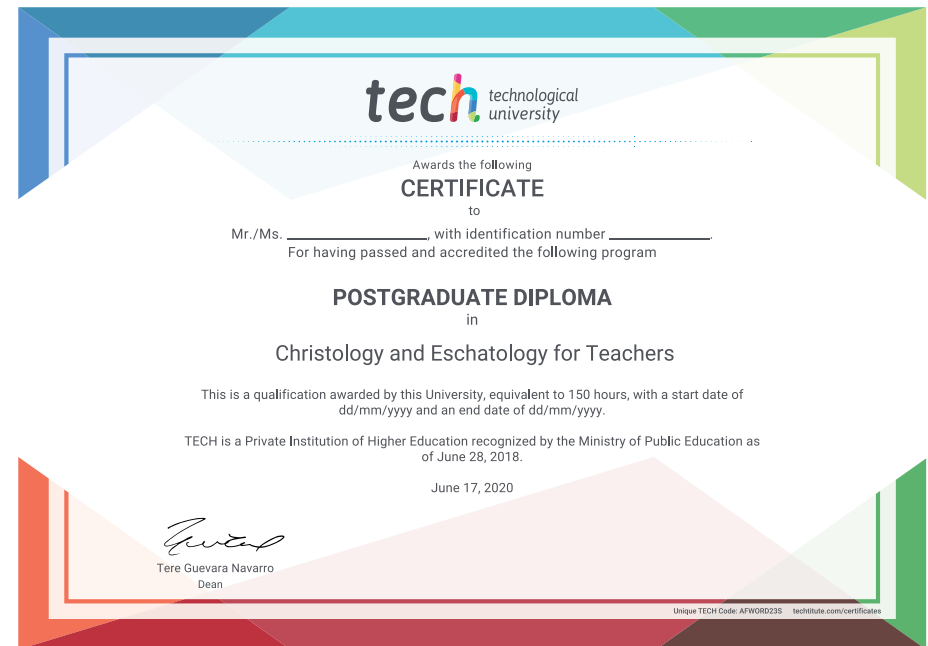 tech technological
university
Awards the following
CERTIFICATE
to
Mr./Ms. ____________________, with identification number ______________.
For having passed and accredited the following program
POSTGRADUATE DIPLOMA
in
Christology and Eschatology for Teachers
This is a qualification awarded by this University, equivalent to 150 hours, with a start date of
dd/mm/yyyy and an end date of dd/mm/yyyy.
TECH is a Private Institution of Higher Education recognized by the Ministry of Public Education as
of June 28, 2018.
June 17, 2020
Tere Guevara Navarro
Dean
Unique TECH Code: AFWORD23S techtitute.com/certificates